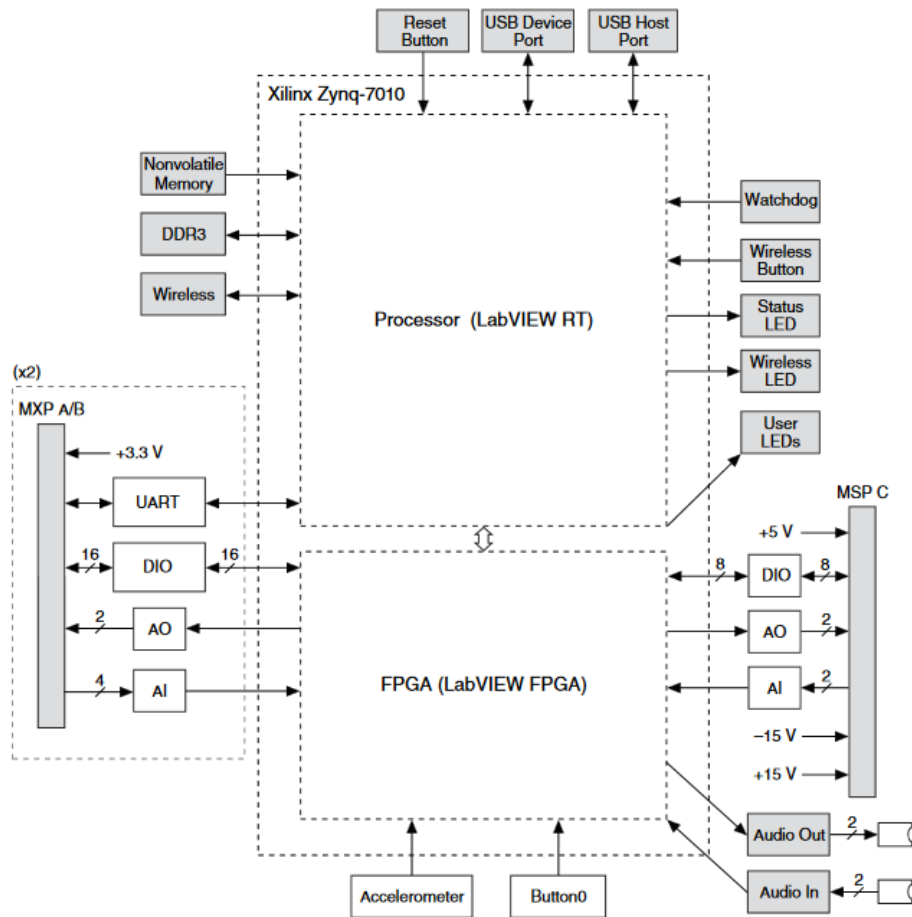 Reset
Button
USB Device
Port
USB Host
Port
Xilinx Zynq-7010
Nonvolatile
Memory
DDR3
Wireless
Processor (LabVIEW RT)
Watchdog
Wireless
Button
Status
LED
Wireless
LED
User
LEDs
(x2)
MXP A/B
+3.3 V
UART
16
DIO
16
2
AO
4
AI
FPGA (LabVIEW FPGA)
MSP C
+5 V
8
DIO
8
AO
2
AI
2
–15 V
+15 V
Audio Out
2
Audio In
2
Accelerometer
Button0